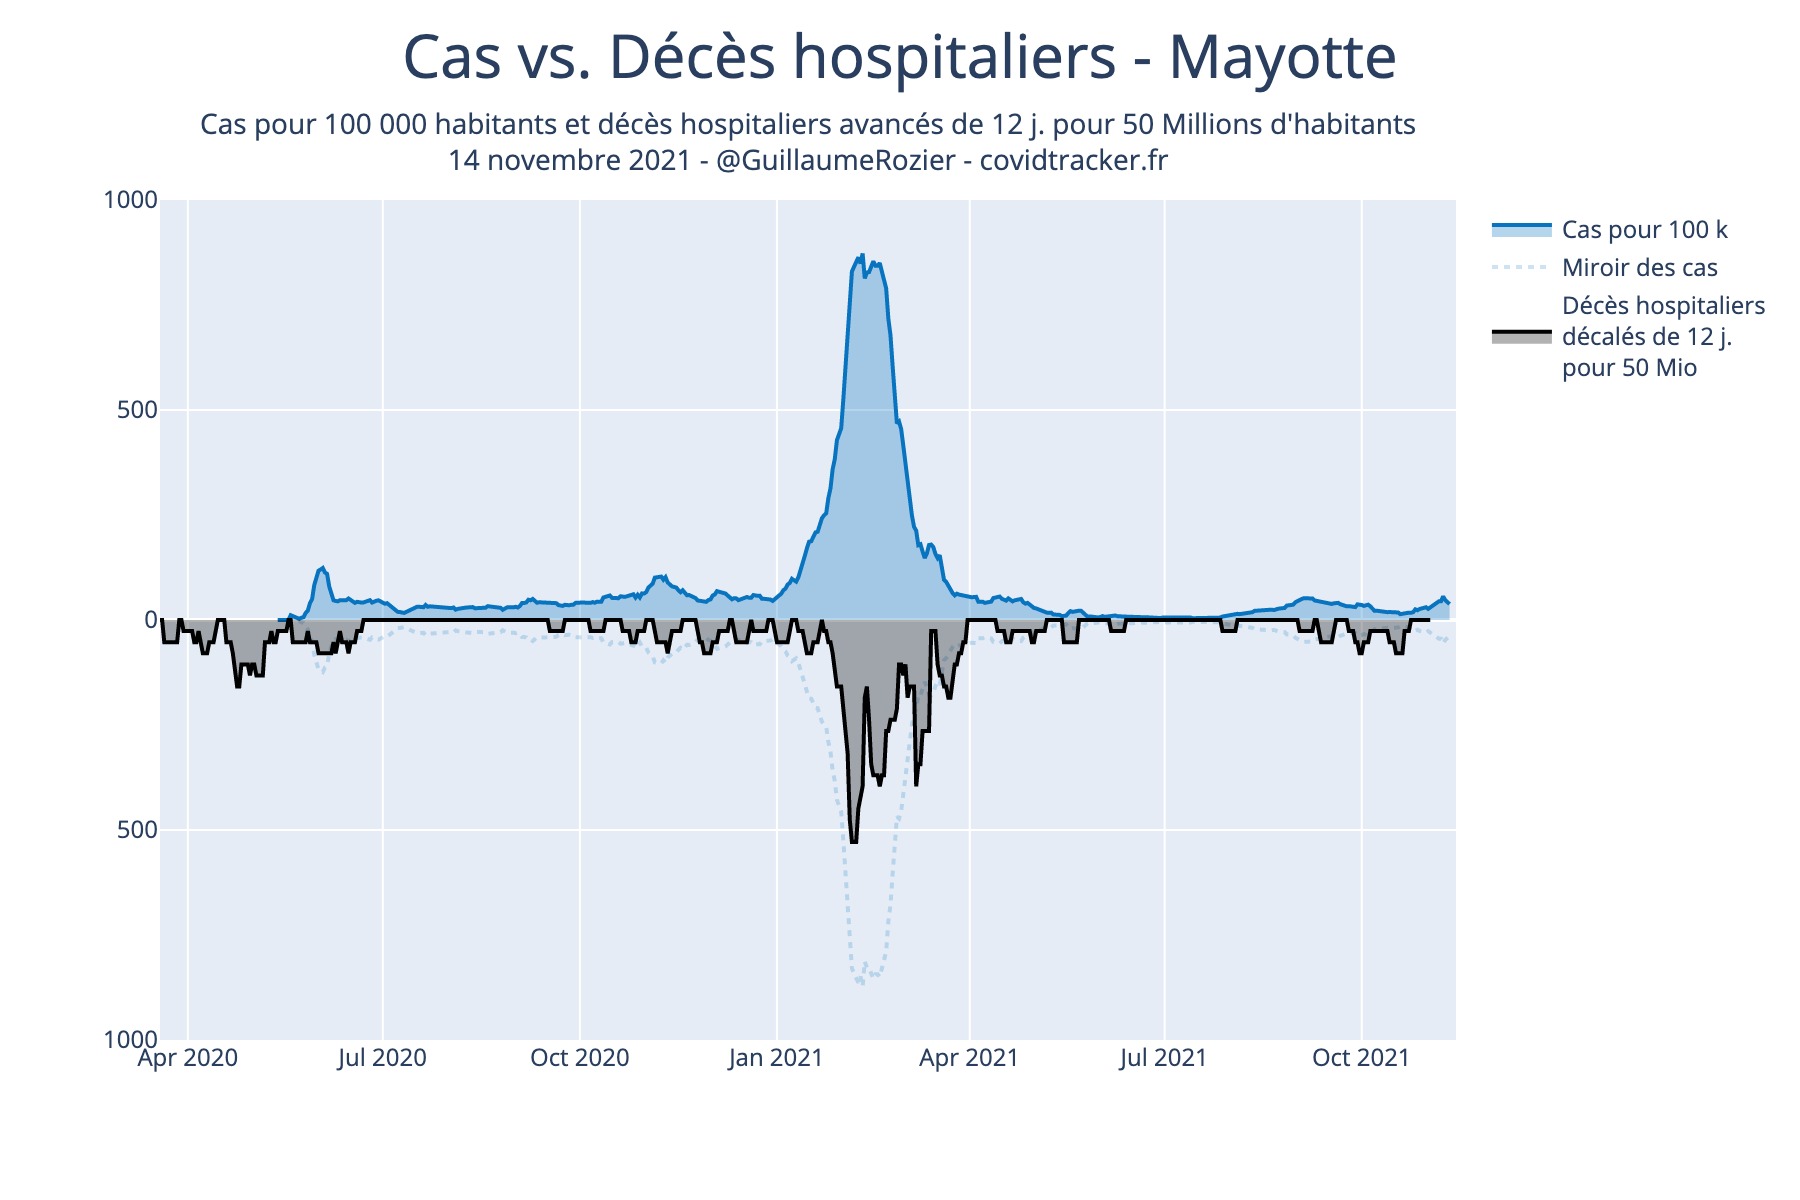 Cas vs. Décès hospitaliers - Mayotte
Cas pour 100 000 habitants et décès hospitaliers avancés de 12 j. pour 50 Millions d'habitants
14 novembre 2021 - @GuillaumeRozier - covidtracker.fr
1000
500
0
500
1000
Apr 2020
Jul 2020
Oct 2020
Jan 2021
Apr 2021
Jul 2021
Oct 2021
Cas pour 100 k
Miroir des cas
Décès hospitaliers
décalés de 12 j.
pour 50 Mio